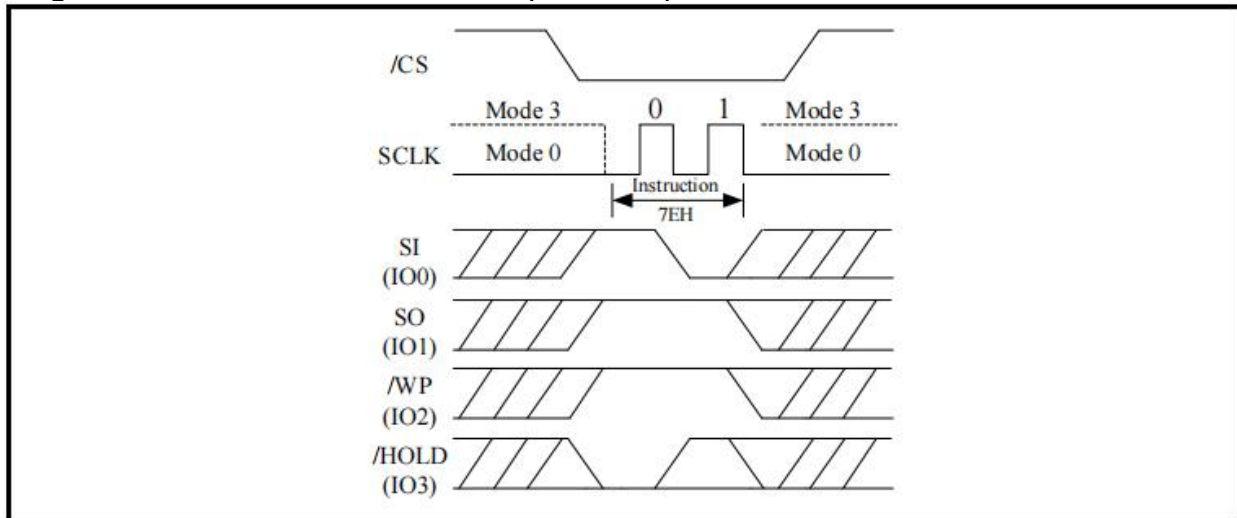 /CS
Mode 3 0 1 Mode 3
SCLK Mode 0 Mode 0
Instruction
7EH
SI
(IO0)
SO
(IO1)
/WP
(IO2)
/HOLD
(IO3)